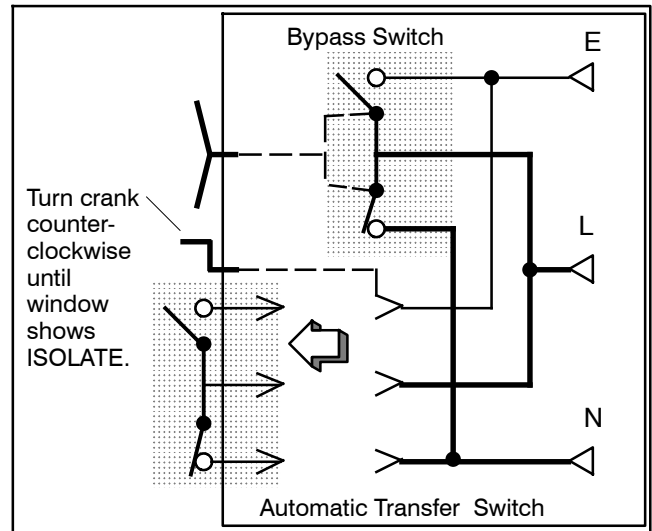 Bypass Switch
E
Turn crank
counter-
clockwise
until
window
shows
ISOLATE.
L
N
Automatic Transfer Switch